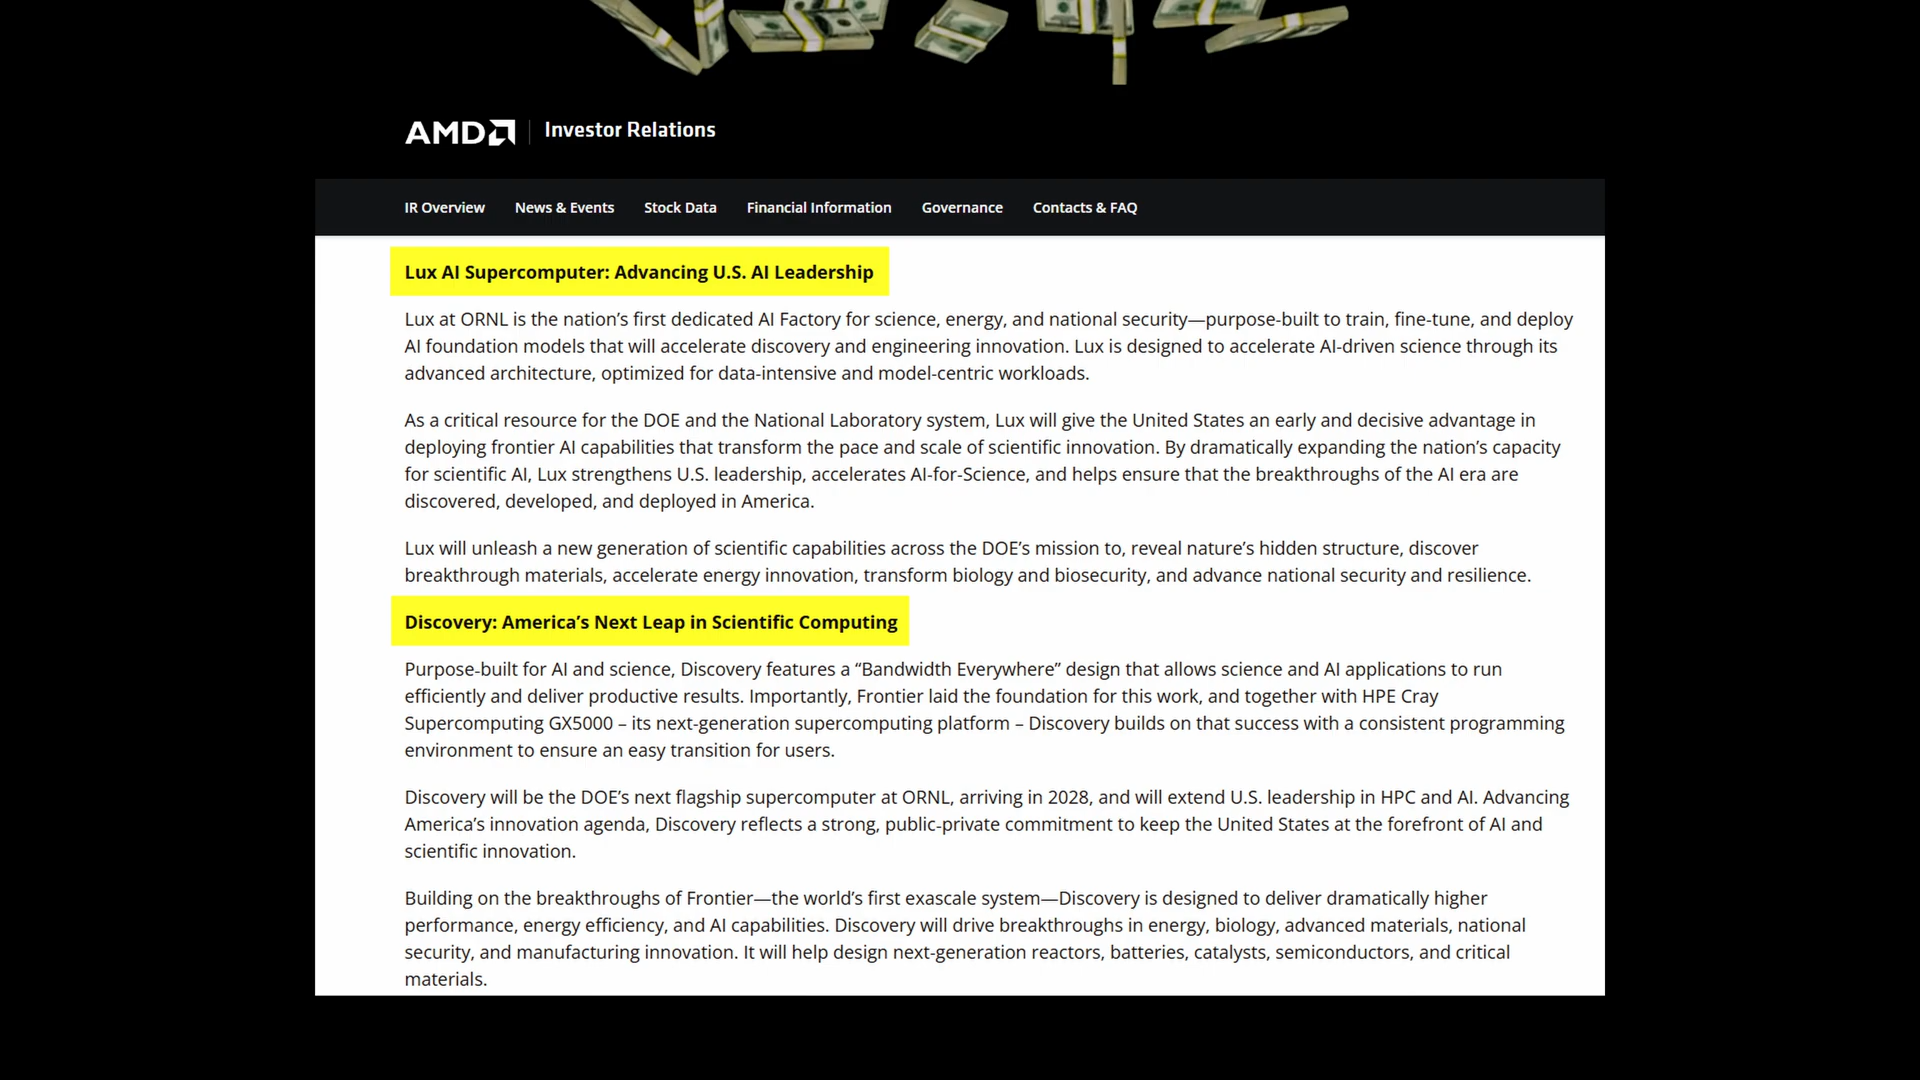 AMD Investor Relations
IR Overview News & Events Stock Data Financial Information Governance Contacts & FAQ
Lux AI Supercomputer: Advancing U.S. AI Leadership
Lux at ORNL is the nation’s first dedicated AI Factory for science, energy, and national security—purpose-built to train, fine-tune, and deploy
AI foundation models that will accelerate discovery and engineering innovation. Lux is designed to accelerate AI-driven science through its
advanced architecture, optimized for data-intensive and model-centric workloads.
As a critical resource for the DOE and the National Laboratory system, Lux will give the United States an early and decisive advantage in
deploying frontier AI capabilities that transform the pace and scale of scientific innovation. By dramatically expanding the nation’s capacity
for scientific AI, Lux strengthens U.S. leadership, accelerates AI-for-Science, and helps ensure that the breakthroughs of the AI era are
discovered, developed, and deployed in America.
Lux will unleash a new generation of scientific capabilities across the DOE’s mission to, reveal nature’s hidden structure, discover
breakthrough materials, accelerate energy innovation, transform biology and biosecurity, and advance national security and resilience.
Discovery: America’s Next Leap in Scientific Computing
Purpose-built for AI and science, Discovery features a “Bandwidth Everywhere” design that allows science and AI applications to run
efficiently and deliver productive results. Importantly, Frontier laid the foundation for this work, and together with HPE Cray
Supercomputing GX5000 – its next-generation supercomputing platform – Discovery builds on that success with a consistent programming
environment to ensure an easy transition for users.
Discovery will be the DOE’s next flagship supercomputer at ORNL, arriving in 2028, and will extend U.S. leadership in HPC and AI. Advancing
America’s innovation agenda, Discovery reflects a strong, public-private commitment to keep the United States at the forefront of AI and
scientific innovation.
Building on the breakthroughs of Frontier—the world’s first exascale system—Discovery is designed to deliver dramatically higher
performance, energy efficiency, and AI capabilities. Discovery will drive breakthroughs in energy, biology, advanced materials, national
security, and manufacturing innovation. It will help design next-generation reactors, batteries, catalysts, semiconductors, and critical
materials.